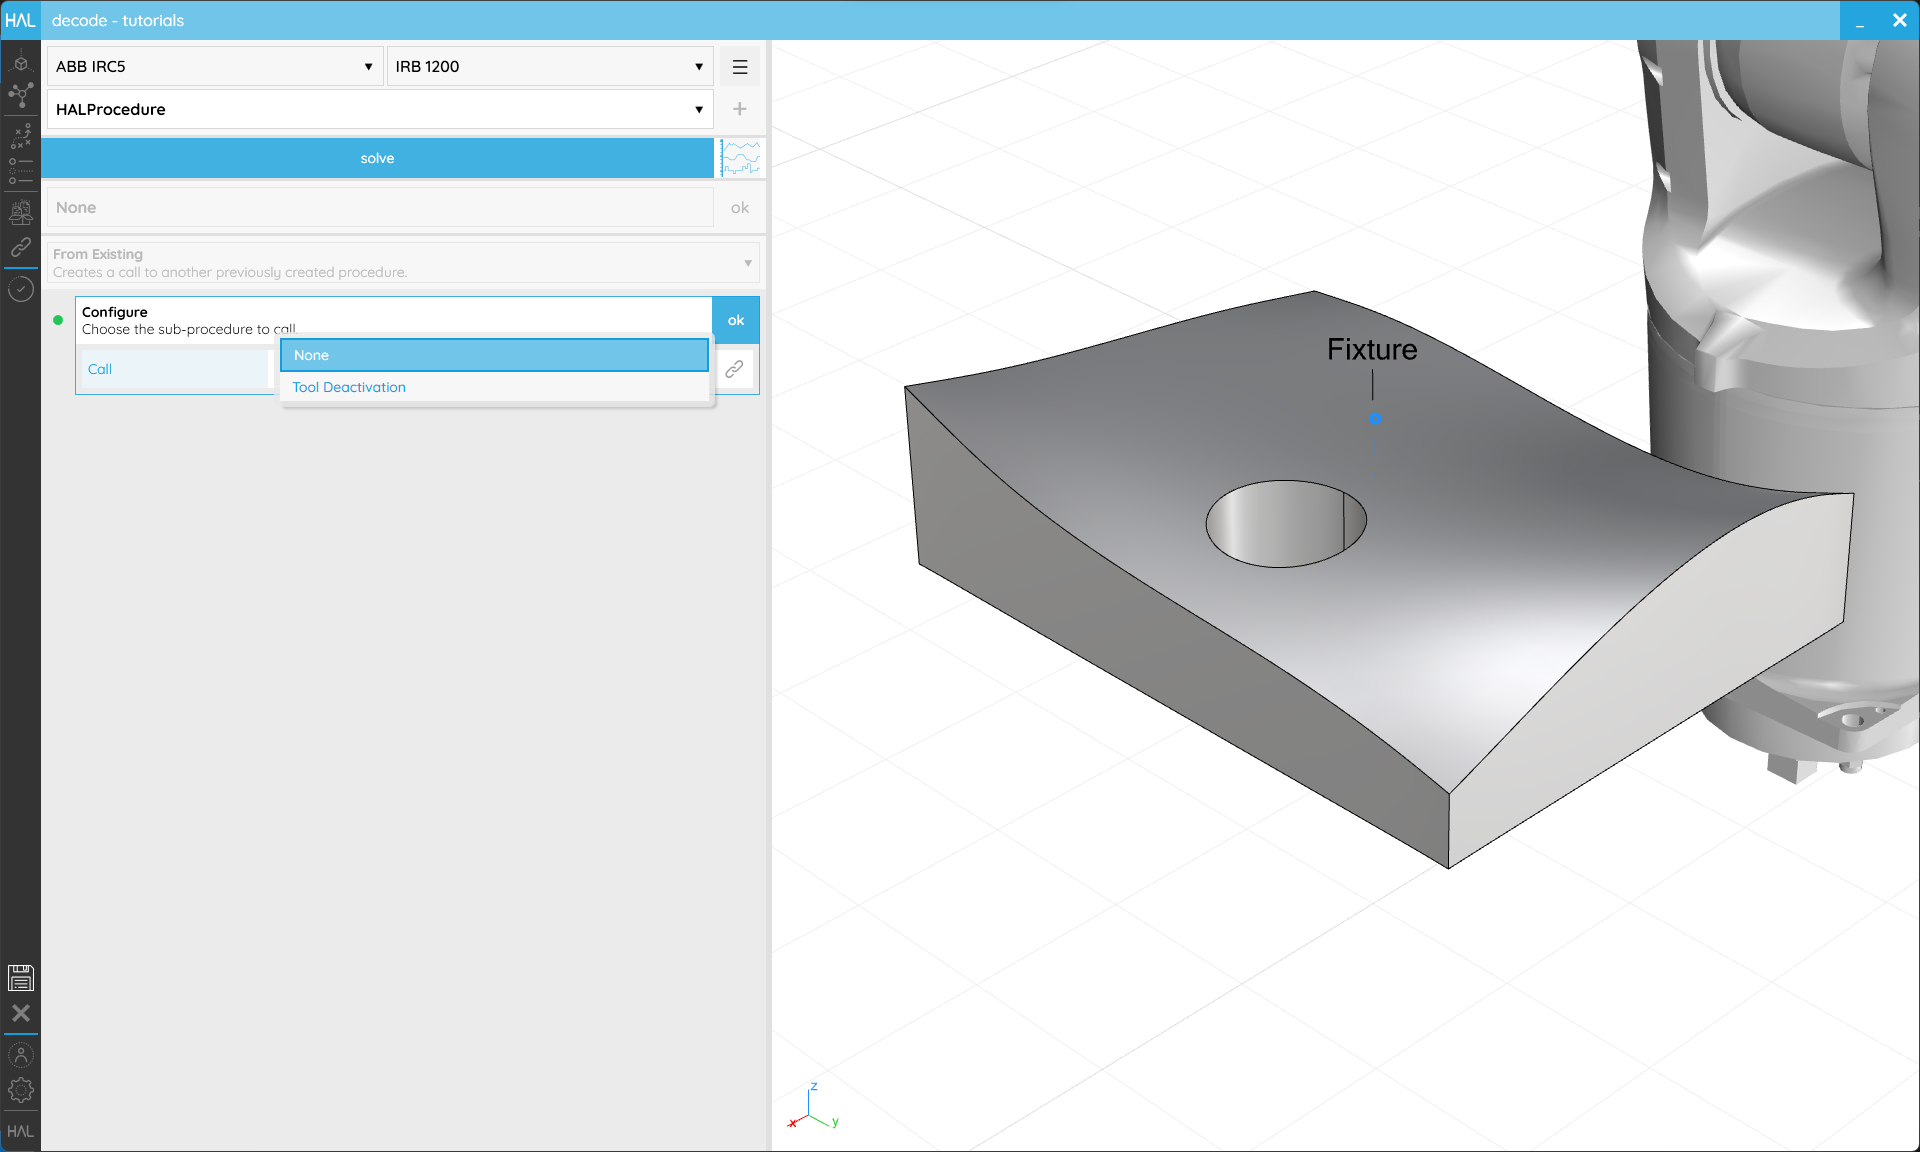 HAL decode - tutorials
ABB IRC5 IRB 1200
HALProcedure
solve
None ok
From Existing
Creates a call to another previously created procedure.
Configure
Choose the sub-procedure to call. ok
Call
None
Tool Deactivation
Fixture
z
x y
HAL